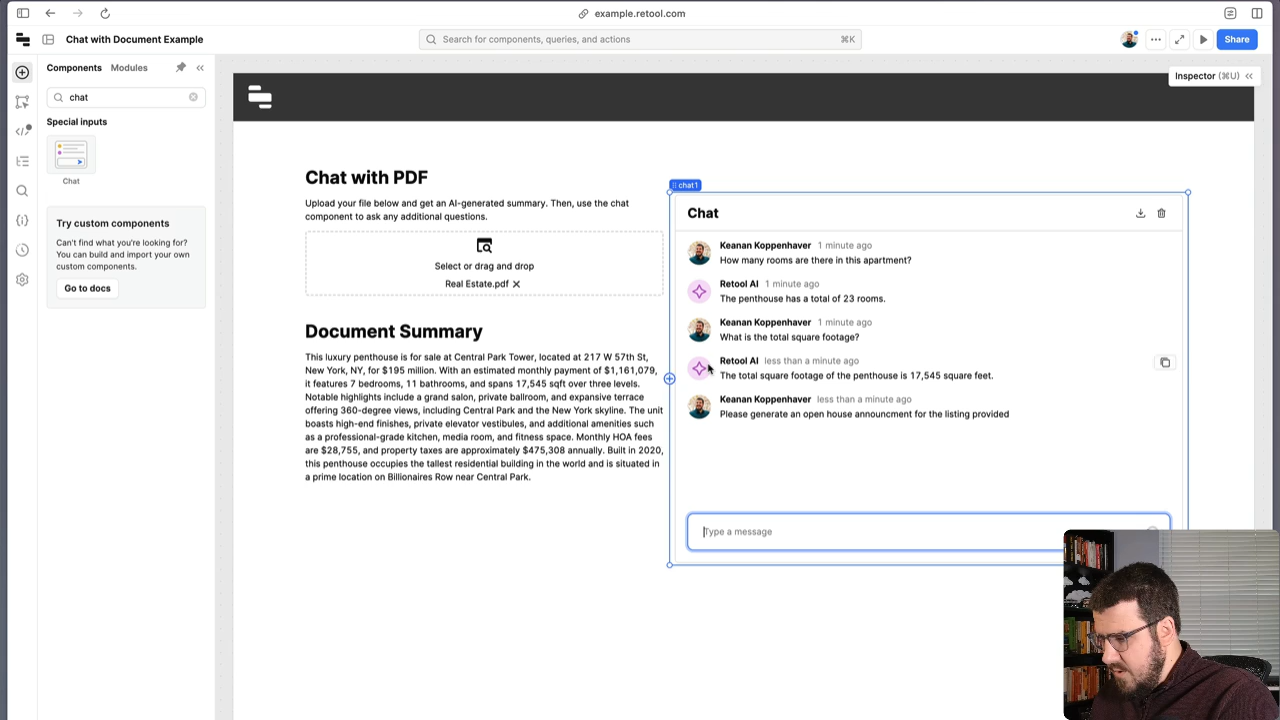 example.retool.com
Chat with Document Example
Search for components, queries, and actions
⌘K
Share
Components
Modules
Inspector (⌘U)
chat
Special inputs
Chat
Try custom components
Can't find what you're looking for?
You can build and import your own
custom components.
Go to docs
Chat with PDF
Upload your file below and get an AI-generated summary. Then, use the chat
component to ask any additional questions.
Select or drag and drop
Real Estate.pdf
Document Summary
This luxury penthouse is for sale at Central Park Tower, located at 217 W 57th St,
New York, NY, for $195 million. With an estimated monthly payment of $1,161,079,
it features 7 bedrooms, 11 bathrooms, and spans 17,545 sqft over three levels.
Notable highlights include a grand salon, private ballroom, and expansive terrace
offering 360-degree views, including Central Park and the New York skyline. The unit
boasts high-end finishes, private elevator vestibules, and additional amenities such
as a professional-grade kitchen, media room, and fitness space. Monthly HOA fees
are $28,755, and property taxes are approximately $475,308 annually. Built in 2020,
this penthouse occupies the tallest residential building in the world and is situated in
a prime location on Billionaires Row near Central Park.
chat1
Chat
Keanan Koppenhaver 1 minute ago
How many rooms are there in this apartment?
Retool AI 1 minute ago
The penthouse has a total of 23 rooms.
Keanan Koppenhaver 1 minute ago
What is the total square footage?
Retool AI less than a minute ago
The total square footage of the penthouse is 17,545 square feet.
Keanan Koppenhaver less than a minute ago
Please generate an open house announcment for the listing provided
Type a message